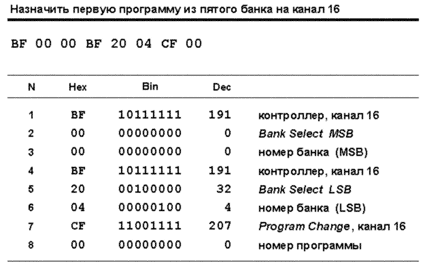 Назначить первую программу из пятого банка на канал 16
BF 00 00 BF 20 04 CF 00
N Hex Bin Dec
1 BF 10111111 191 контроллер, канал 16
2 00 00000000 0 Bank Select MSB
3 00 00000000 0 номер банка (MSB)
4 BF 10111111 191 контроллер, канал 16
5 20 00100000 32 Bank Select LSB
6 04 00000100 4 номер банка (LSB)
7 CF 11001111 207 Program Change, канал 16
8 00 00000000 0 номер программы